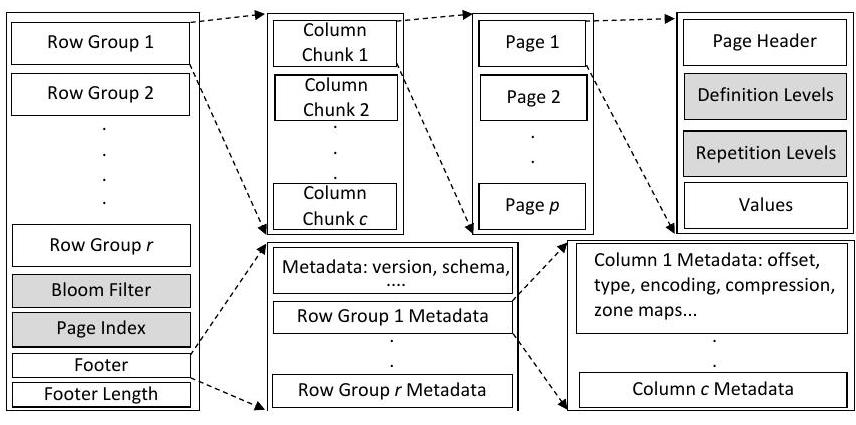 Row Group 1
Row Group 2
.
.
.
.
Row Group r
Bloom Filter
Page Index
Footer
Footer Length
Column
Chunk 1
Column
Chunk 2
.
.
.
Column
Chunk c
Page 1
Page 2
.
.
.
Page p
Page Header
Definition Levels
Repetition Levels
Values
Metadata: version, schema,
....
Row Group 1 Metadata
.
.
Row Group r Metadata
Column 1 Metadata: offset,
type, encoding, compression,
zone maps...
.
.
Column c Metadata